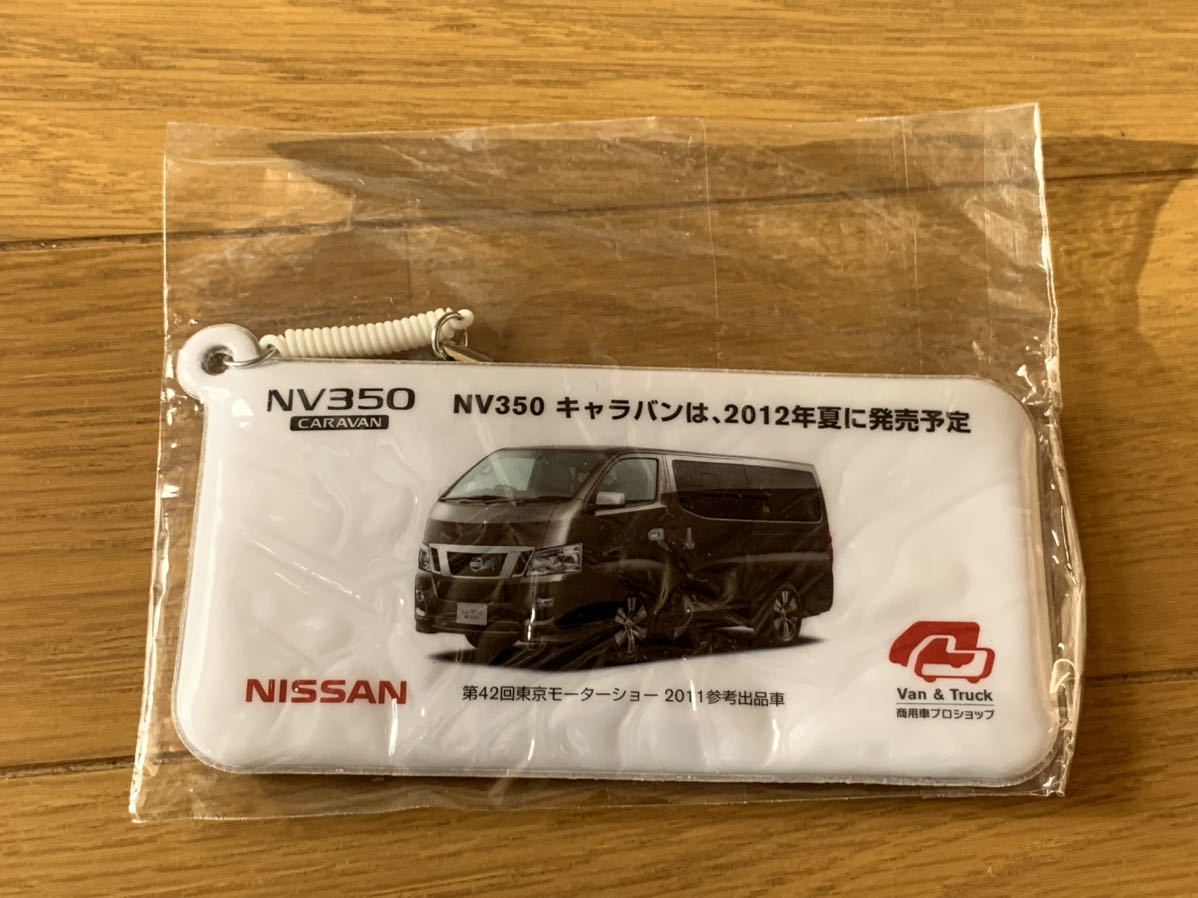 NV350
CARAVAN
NV350 キャラバンは、2012年夏に発売予定
NISSAN
第42回東京モーターショー 2011参考出品車
Van & Truck
商用車プロショップ